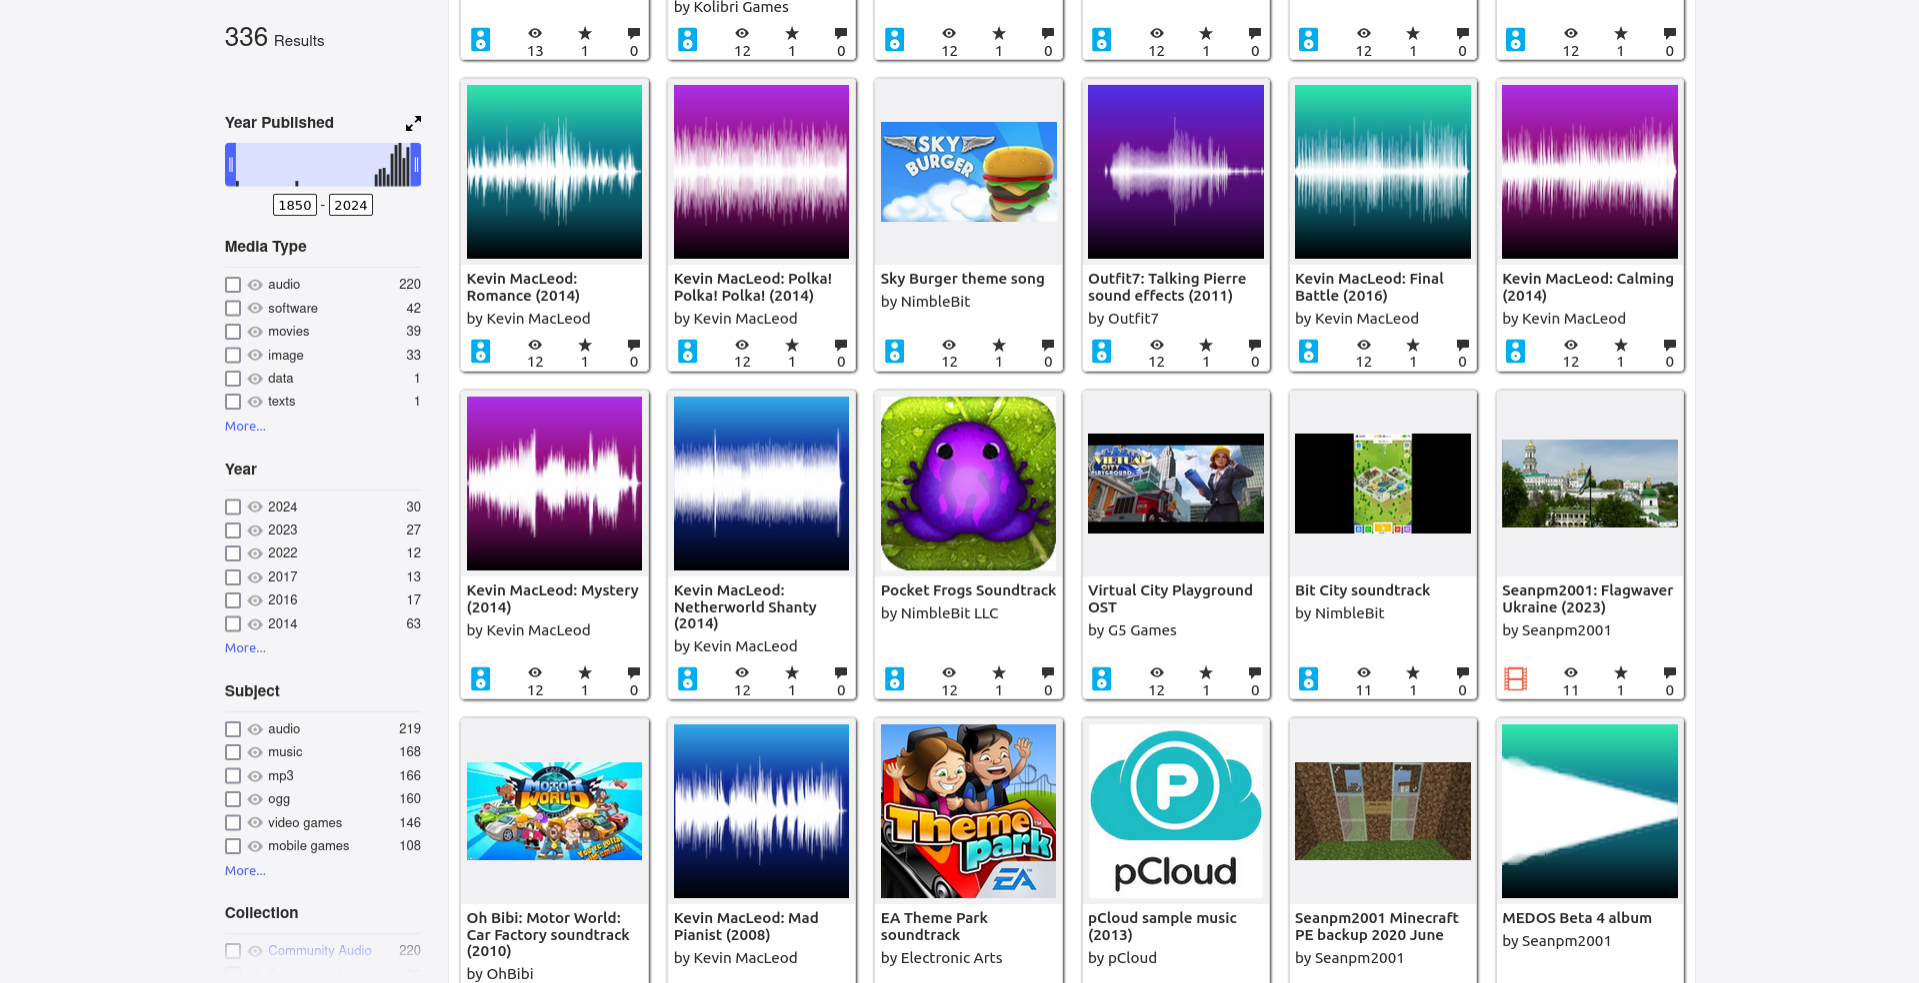 336 Results
Year Published
1850 - 2024
Media Type
audio 220
software 42
movies 39
image 33
data 1
texts 1
More...
Year
2024 30
2023 27
2022 12
2017 13
2016 17
2014 63
More...
Subject
audio 219
music 168
mp3 166
ogg 160
video games 146
mobile games 108
More...
Collection
Community Audio 220
by Kolibri Games
13 1 0
12 1 0
12 1 0
12 1 0
12 1 0
12 1 0
SKY
BURGER
Kevin MacLeod:
Romance (2014)
by Kevin MacLeod
12 1 0
Kevin MacLeod: Polka!
Polka! Polka! (2014)
by Kevin MacLeod
12 1 0
Sky Burger theme song
by NimbleBit
12 1 0
Outfit7: Talking Pierre
sound effects (2011)
by Outfit7
12 1 0
Kevin MacLeod: Final
Battle (2016)
by Kevin MacLeod
12 1 0
Kevin MacLeod: Calming
(2014)
by Kevin MacLeod
12 1 0
Kevin MacLeod: Mystery
(2014)
by Kevin MacLeod
12 1 0
Kevin MacLeod:
Netherworld Shanty
(2014)
by Kevin MacLeod
12 1 0
Pocket Frogs Soundtrack
by NimbleBit LLC
12 1 0
VIRTUAL
CITY
PLAYGROUND
Virtual City Playground
OST
by G5 Games
12 1 0
Bit City soundtrack
by NimbleBit
11 1 0
Seanpm2001: Flagwaver
Ukraine (2023)
by Seanpm2001
11 1 0
MOTOR
WORLD
Oh Bibi: Motor World:
Car Factory soundtrack
(2010)
by OhBibi
Kevin MacLeod: Mad
Pianist (2008)
by Kevin MacLeod
Theme
park
EA
EA Theme Park
soundtrack
by Electronic Arts
P
pCloud
pCloud sample music
(2013)
by pCloud
Seanpm2001 Minecraft
PE backup 2020 June
by Seanpm2001
MEDOS Beta 4 album
by Seanpm2001